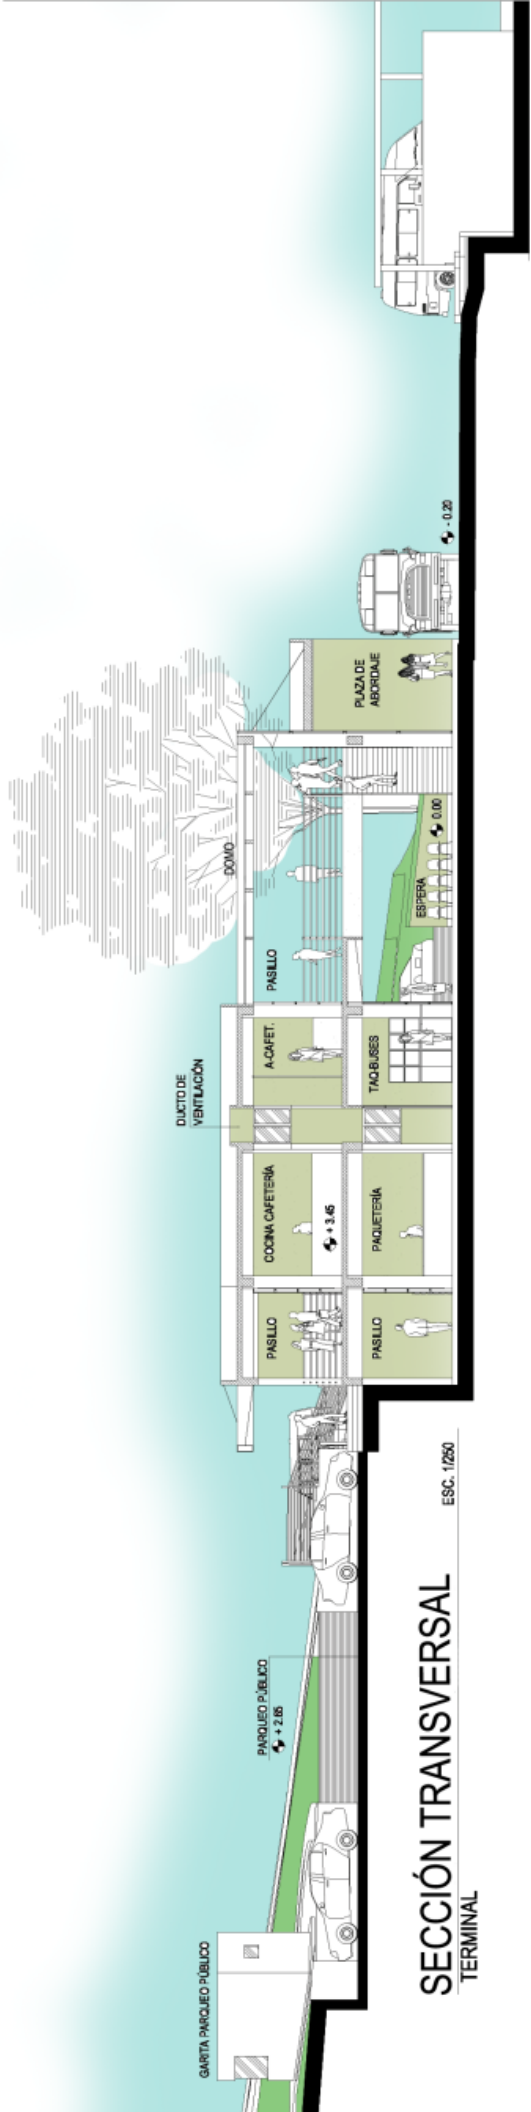 GARITA PARQUEO PÚBLICO
PARQUEO PÚBLICO
+ 2.65
DUCTO DE
VENTILACIÓN
DOMO
PASILLO
COCINA CAFETERÍA
+ 3.45
A-CAFET.
PASILLO
PLAZA DE
ABORDAJE
PASILLO
PAQUETERÍA
TAQ-BUSES
ESPERA
0.00
- 0.20
SECCIÓN TRANSVERSAL
TERMINAL
ESC. 1/250